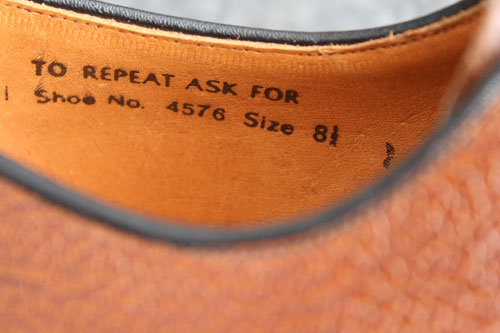 TO REPEAT ASK FOR
Shoe No. 4576 Size 8½